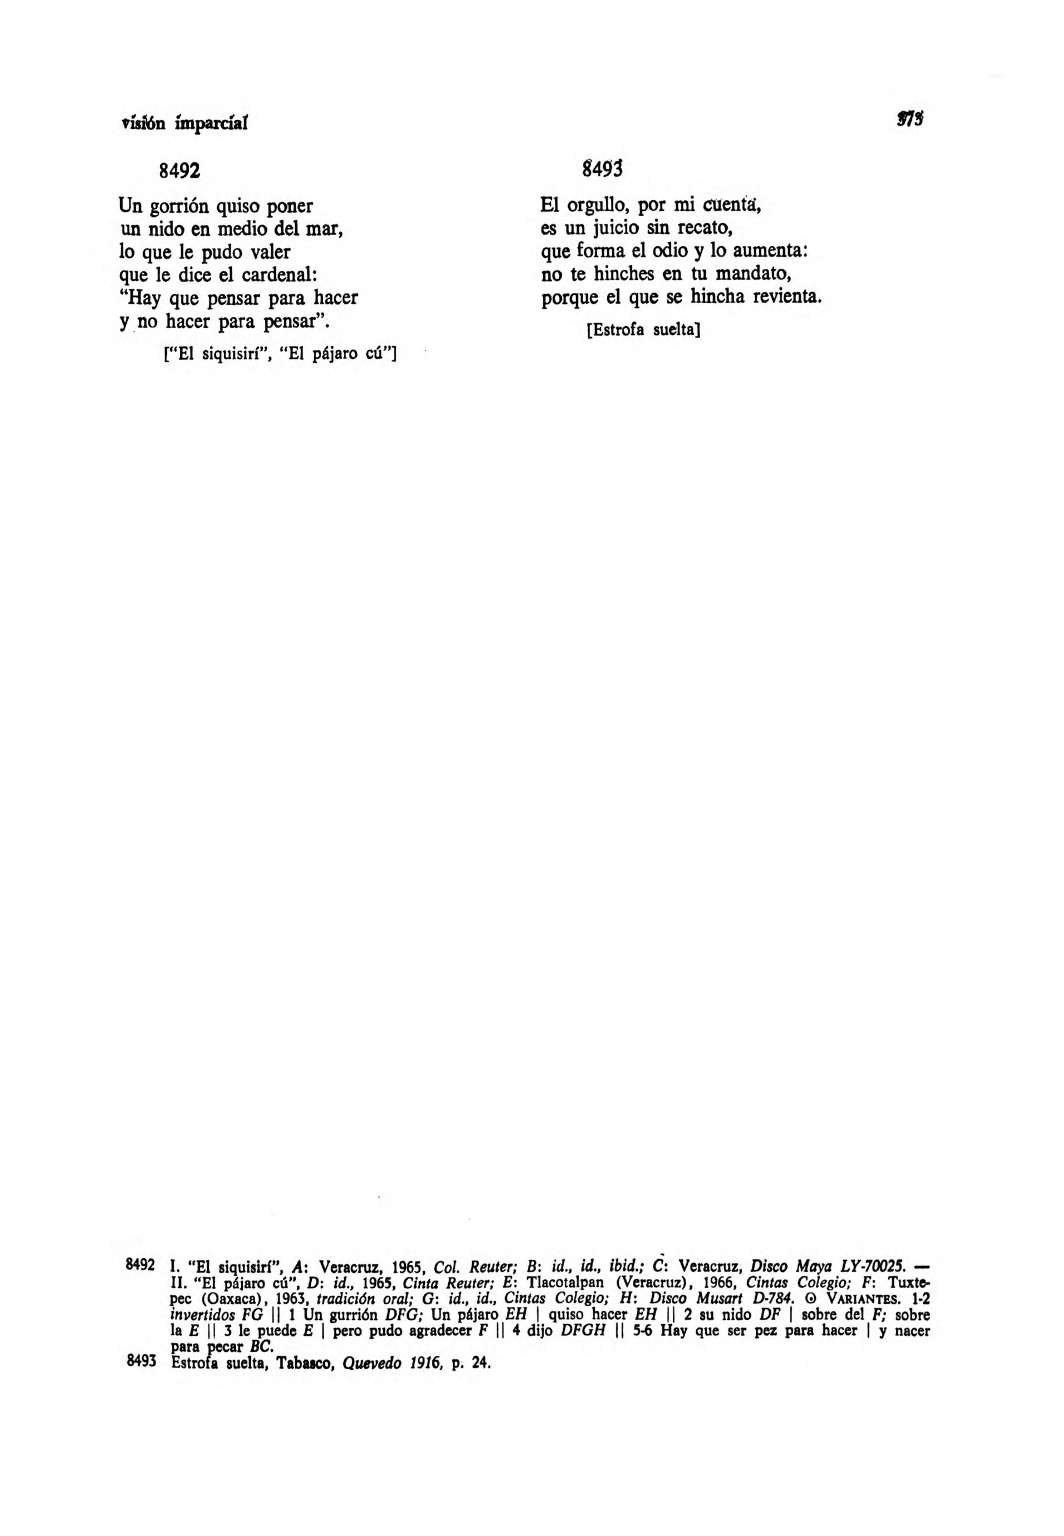 visión imparcial
8492
Un gorrión quiso poner
un nido en medio del mar,
lo que le pudo valer
que le dice el cardenal:
“Hay que pensar para hacer
y no hacer para pensar”.
[“El siquisirí”, “El pájaro cú”]
8493
El orgullo, por mi cuenta,
es un juicio sin recato,
que forma el odio y lo aumenta:
no te hinches en tu mandato,
porque el que se hincha revienta.
[Estrofa suelta]
8492 I. “El siquisirí”, A: Veracruz, 1965, Col. Reuter; B: id., id., ibid.; C: Veracruz, Disco Maya LY-70025. —
II. “El pájaro cú”, D: id., 1965, Cinta Reuter; E: Tlacotalpan (Veracruz), 1966, Cintas Colegio; F: Tuxte-
pec (Oaxaca), 1963, tradición oral; G: id., id., Cintas Colegio; H: Disco Musart D-784. ⊙ VARIANTES. 1-2
invertidos FG || 1 Un gurrión DFG; Un pájaro EH | quiso hacer EH || 2 su nido DF | sobre del F; sobre
la E || 3 le puede E | pero pudo agradecer F || 4 dijo DFGH || 5-6 Hay que ser pez para hacer | y nacer
para pecar BC.
8493 Estrofa suelta, Tabasco, Quevedo 1916, p. 24.